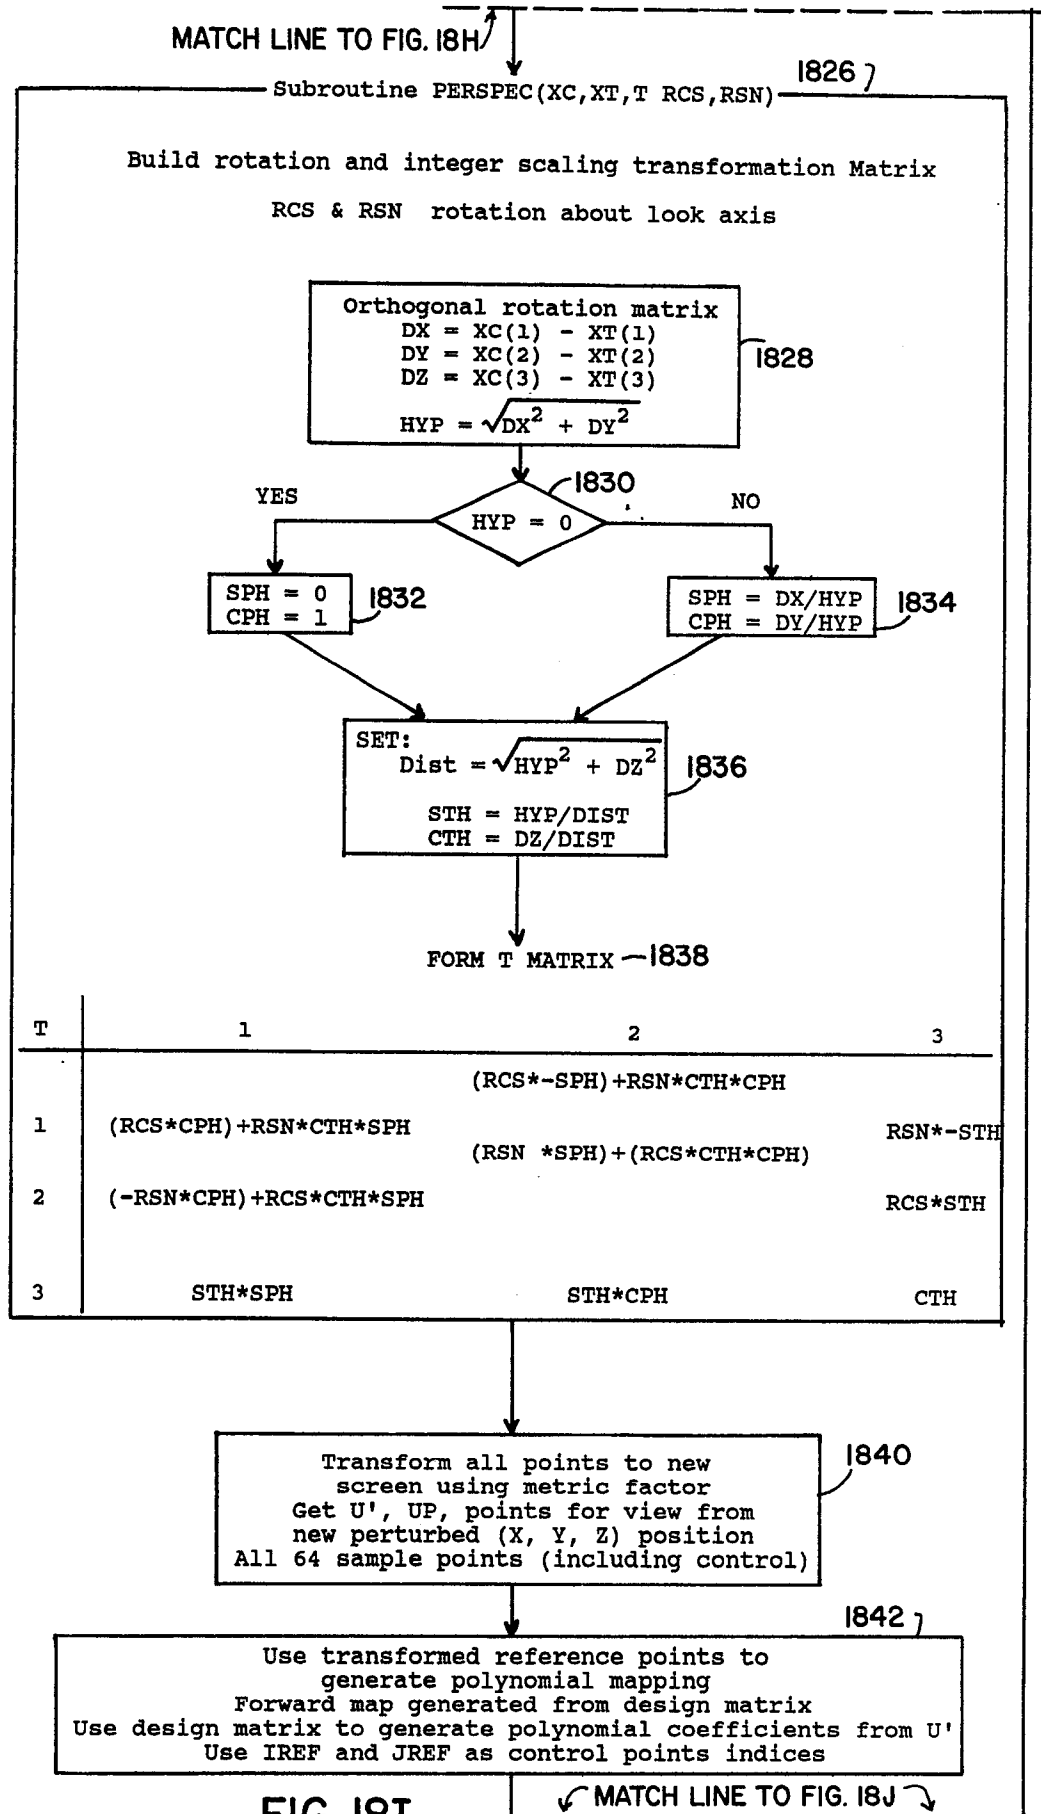 MATCH LINE TO FIG. 18H
1826
Subroutine PERSPEC(XC,XT,T RCS,RSN)
Build rotation and integer scaling transformation Matrix
RCS & RSN rotation about look axis
Orthogonal rotation matrix
DX = XC(1) - XT(1)
DY = XC(2) - XT(2)
DZ = XC(3) - XT(3)
HYP = √DX² + DY²
1828
1830
YES
HYP = 0
NO
SPH = 0
CPH = 1
1832
SPH = DX/HYP
CPH = DY/HYP
1834
SET:
Dist = √HYP² + DZ²
STH = HYP/DIST
CTH = DZ/DIST
1836
FORM T MATRIX
1838
T 1 2 3
(RCS*-SPH)+RSN*CTH*CPH
1 (RCS*CPH)+RSN*CTH*SPH RSN*-STH
(RSN *SPH)+(RCS*CTH*CPH)
2 (-RSN*CPH)+RCS*CTH*SPH RCS*STH
3 STH*SPH STH*CPH CTH
Transform all points to new
screen using metric factor
Get U', UP, points for view from
new perturbed (X, Y, Z) position
All 64 sample points (including control)
1840
1842
Use transformed reference points to
generate polynomial mapping
Forward map generated from design matrix
Use design matrix to generate polynomial coefficients from U'
Use IREF and JREF as control points indices
MATCH LINE TO FIG. 18J
FIG. 18I